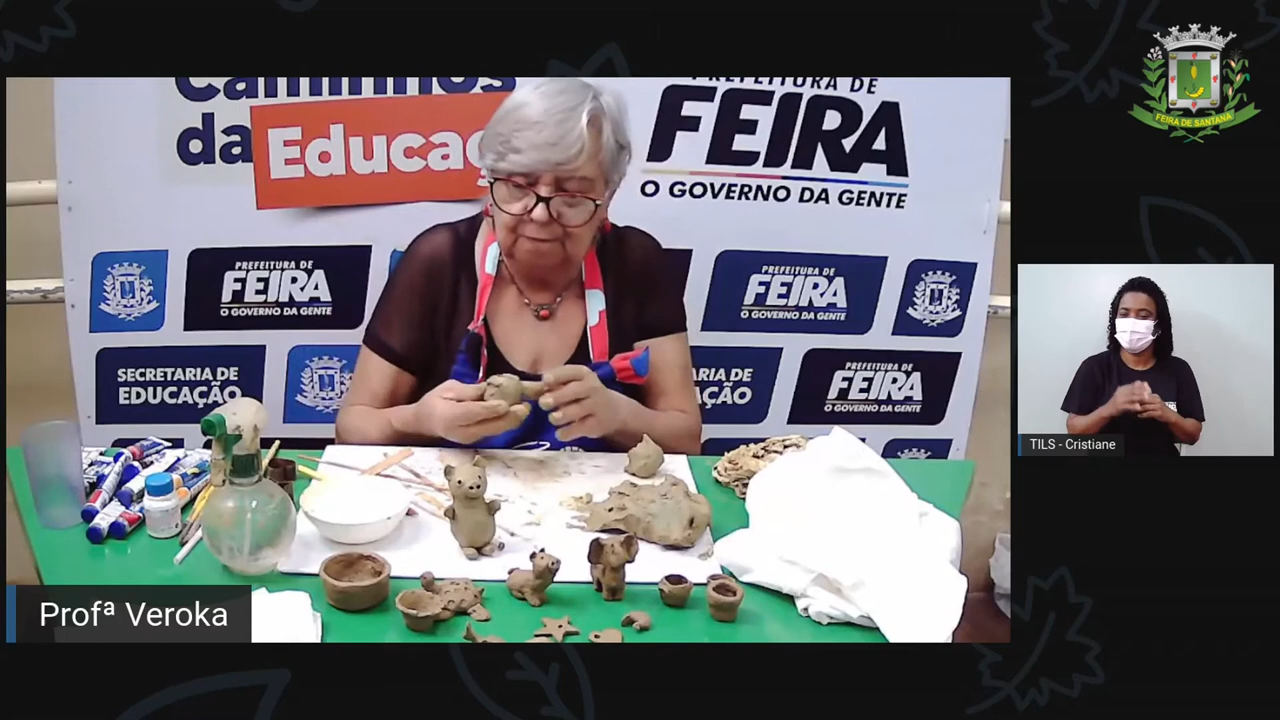 Caminhos
da Educaç
PREFEITURA DE
FEIRA
O GOVERNO DA GENTE
FEIRA DE SANTANA
PREFEITURA DE
FEIRA
O GOVERNO DA GENTE
PREFEITURA DE
FEIRA
O GOVERNO DA GENTE
SECRETARIA DE
EDUCAÇÃO
RIA DE
AÇÃO
PREFEITURA DE
FEIRA
O GOVERNO DA GENTE
TILS - Cristiane
Profª Veroka